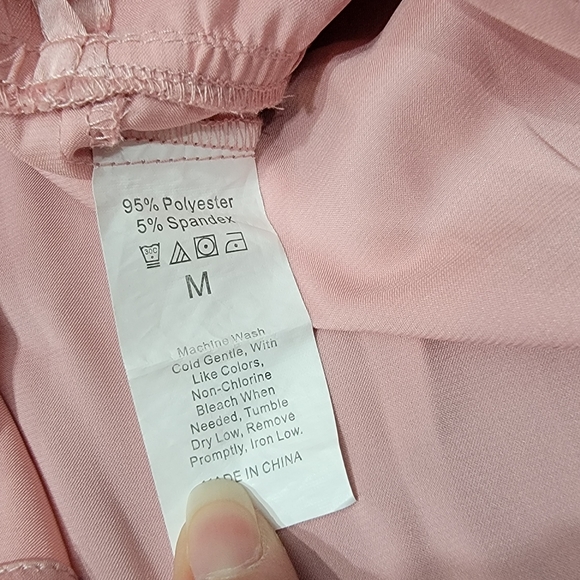 95% Polyester
5% Spandex
30C
M
Machine Wash
Cold Gentle, With
Like Colors,
Non-Chlorine
Bleach When
Needed, Tumble
Dry Low, Remove
Promptly, Iron Low.
MADE IN CHINA